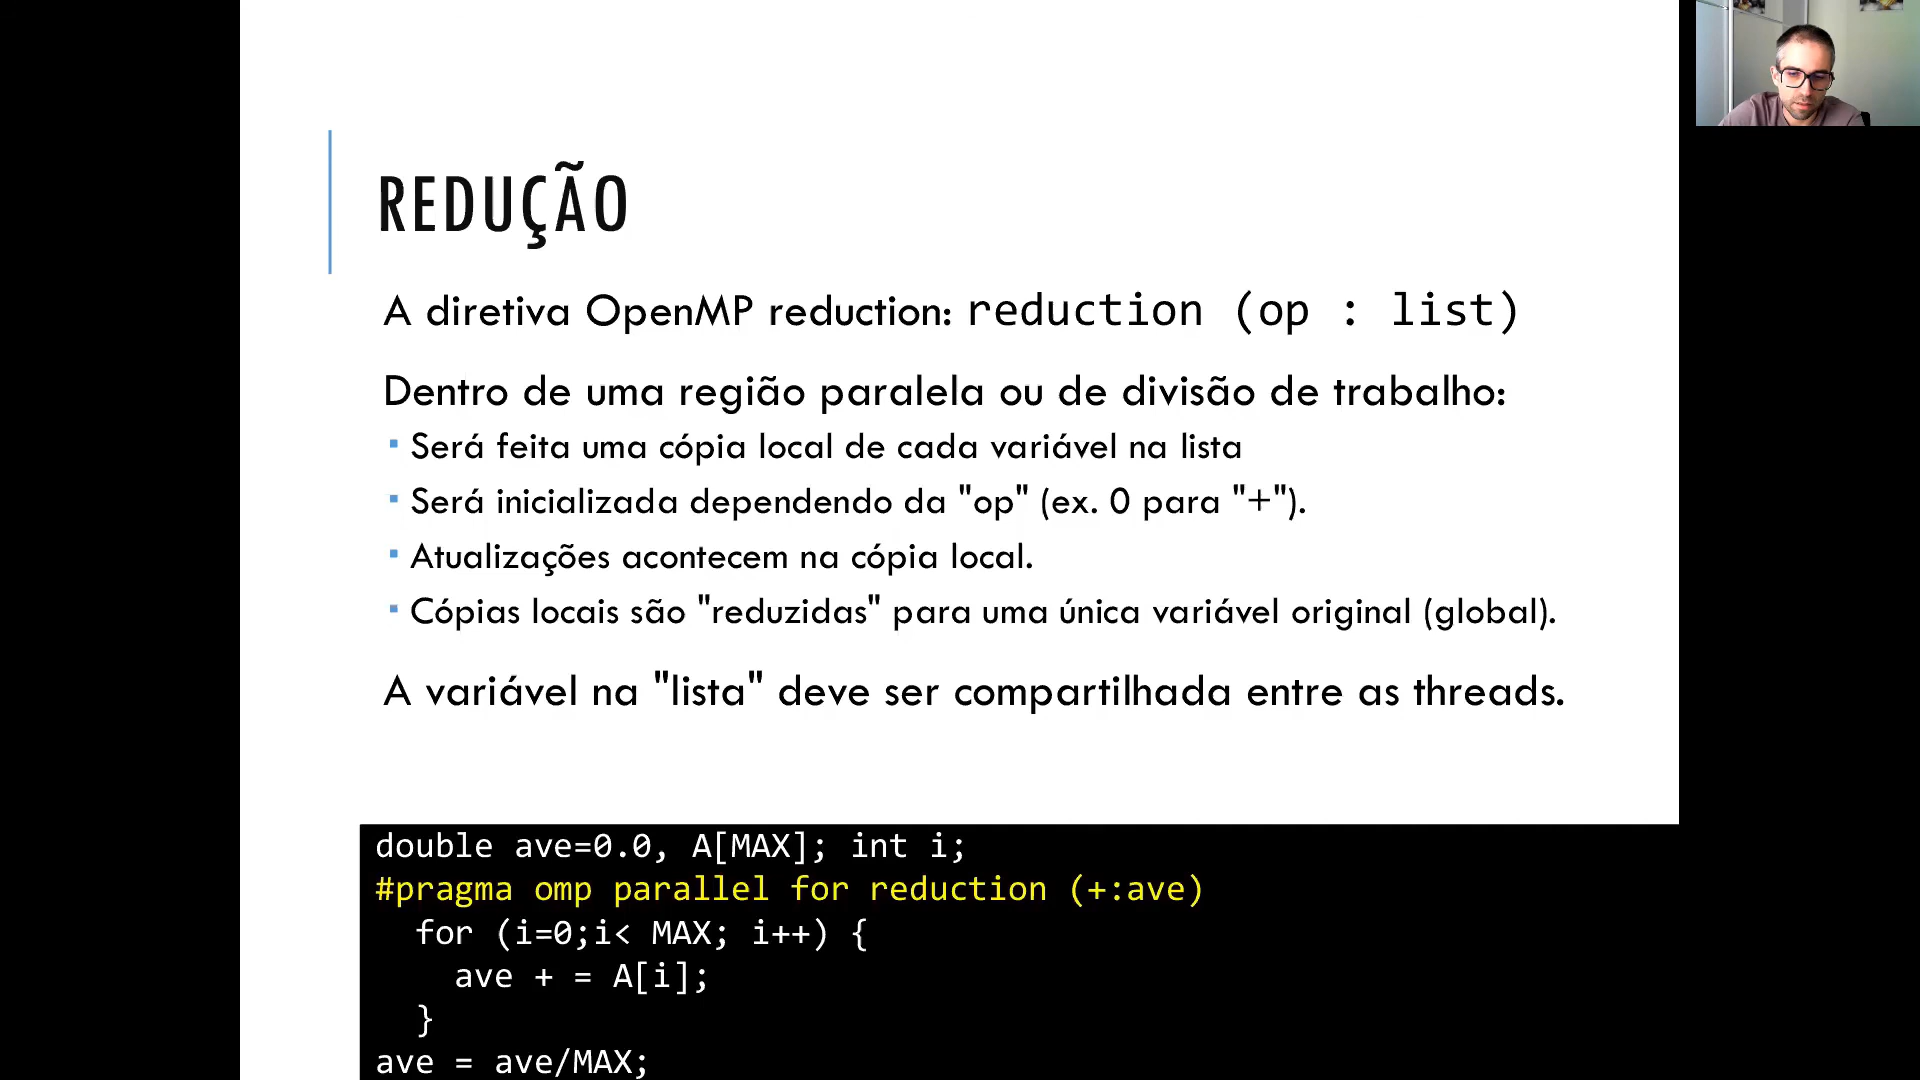 REDUÇÃO
A diretiva OpenMP reduction: reduction (op : list)
Dentro de uma região paralela ou de divisão de trabalho:
Será feita uma cópia local de cada variável na lista
Será inicializada dependendo da "op" (ex. 0 para "+").
Atualizações acontecem na cópia local.
Cópias locais são "reduzidas" para uma única variável original (global).
A variável na "lista" deve ser compartilhada entre as threads.
double ave=0.0, A[MAX]; int i;
#pragma omp parallel for reduction (+:ave)
for (i=0;i< MAX; i++) {
ave + = A[i];
}
ave = ave/MAX;